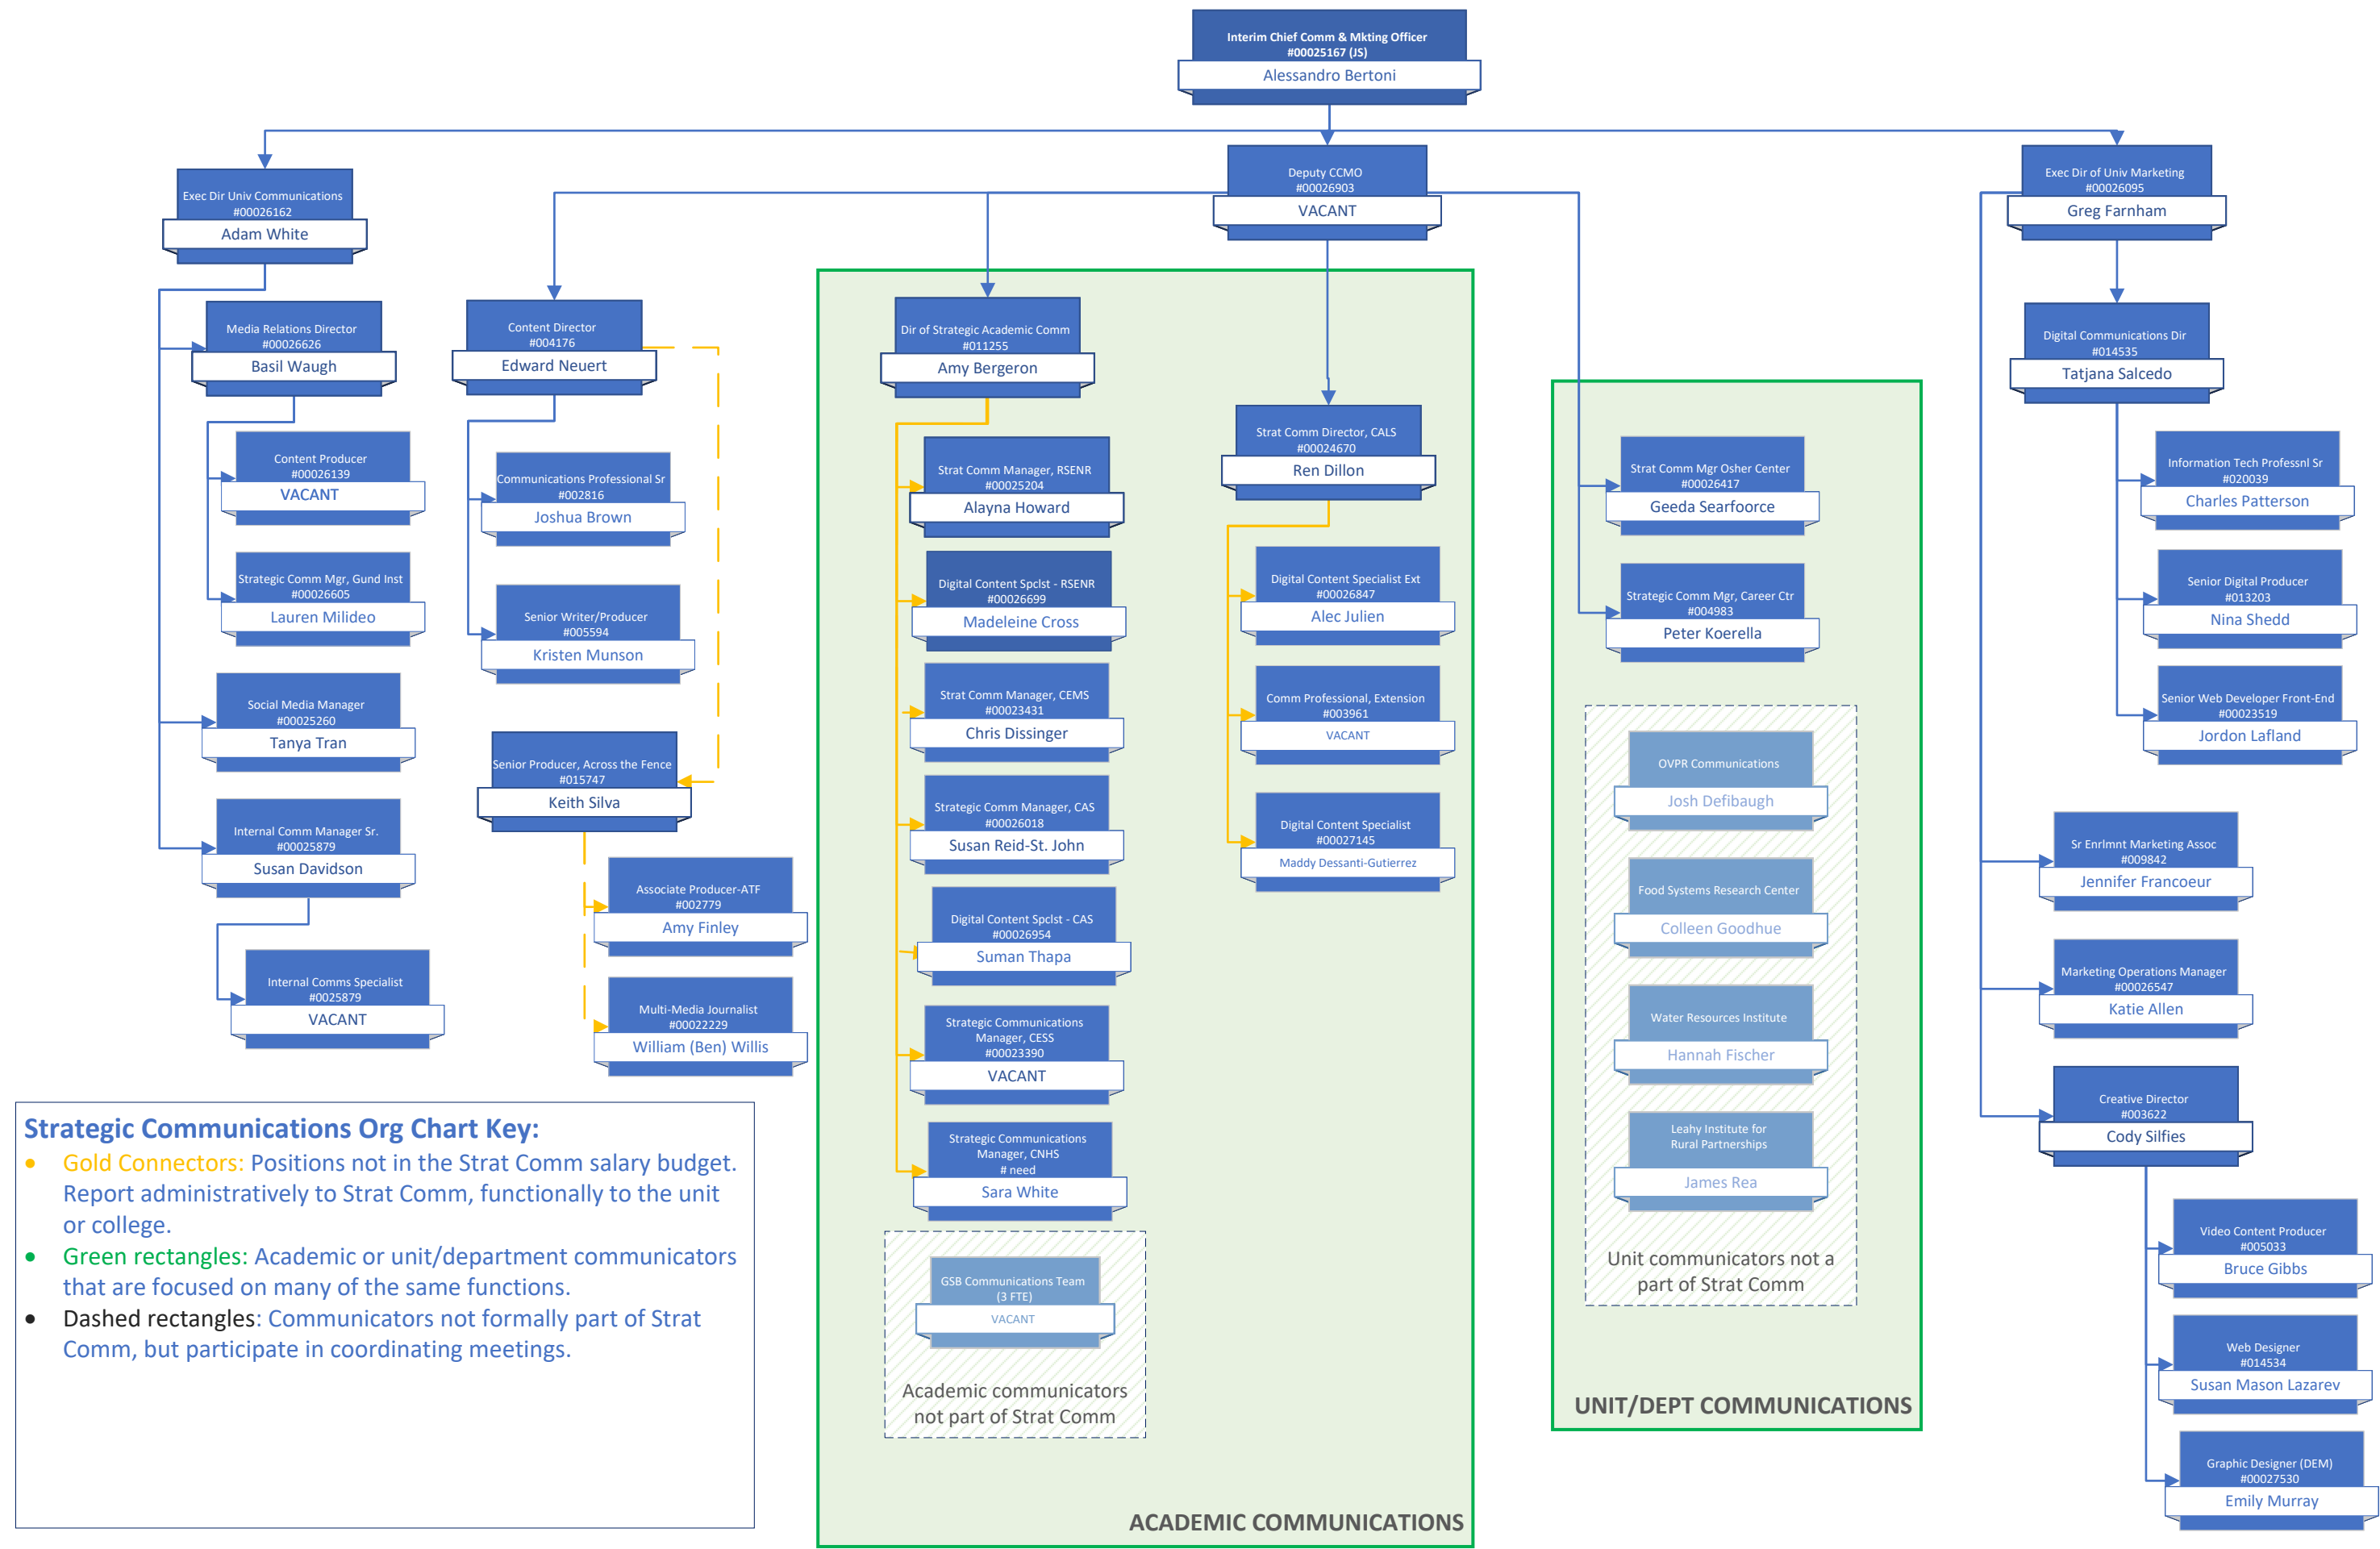 Interim Chief Comm & Mkting Officer
#00025167 (JS)
Alessandro Bertoni
Exec Dir Univ Communications
#00026162
Adam White
Deputy CCMO
#00026903
VACANT
Exec Dir of Univ Marketing
#00026095
Greg Farnham
Media Relations Director
#00026626
Basil Waugh
Content Producer
#00026139
VACANT
Strategic Comm Mgr, Gund Inst
#00026605
Lauren Milideo
Social Media Manager
#00025260
Tanya Tran
Internal Comm Manager Sr.
#00025879
Susan Davidson
Internal Comms Specialist
#0025879
VACANT
Content Director
#004176
Edward Neuert
Communications Professional Sr
#002816
Joshua Brown
Senior Writer/Producer
#005594
Kristen Munson
Senior Producer, Across the Fence
#015747
Keith Silva
Associate Producer-ATF
#002779
Amy Finley
Multi-Media Journalist
#00022229
William (Ben) Willis
Dir of Strategic Academic Comm
#011255
Amy Bergeron
Strat Comm Manager, RSENR
#00025204
Alayna Howard
Digital Content Spclst - RSENR
#00026699
Madeleine Cross
Strat Comm Manager, CEMS
#00023431
Chris Dissinger
Strategic Comm Manager, CAS
#00026018
Susan Reid-St. John
Digital Content Spclst - CAS
#00026954
Suman Thapa
Strategic Communications
Manager, CESS
#00023390
VACANT
Strategic Communications
Manager, CNHS
# need
Sara White
GSB Communications Team
(3 FTE)
VACANT
Academic communicators
not part of Strat Comm
Strat Comm Director, CALS
#00024670
Ren Dillon
Digital Content Specialist Ext
#00026847
Alec Julien
Comm Professional, Extension
#003961
VACANT
Digital Content Specialist
#00027145
Maddy Dessanti-Gutierrez
ACADEMIC COMMUNICATIONS
Strat Comm Mgr Osher Center
#00026417
Geeda Searfoorce
Strategic Comm Mgr, Career Ctr
#004983
Peter Koerella
OVPR Communications
Josh Defibaugh
Food Systems Research Center
Colleen Goodhue
Water Resources Institute
Hannah Fischer
Leahy Institute for
Rural Partnerships
James Rea
Unit communicators not a
part of Strat Comm
UNIT/DEPT COMMUNICATIONS
Digital Communications Dir
#014535
Tatjana Salcedo
Information Tech Professnl Sr
#020039
Charles Patterson
Senior Digital Producer
#013203
Nina Shedd
Senior Web Developer Front-End
#00023519
Jordon Lafland
Sr Enrlmnt Marketing Assoc
#009842
Jennifer Francoeur
Marketing Operations Manager
#00026547
Katie Allen
Creative Director
#003622
Cody Silfies
Video Content Producer
#005033
Bruce Gibbs
Web Designer
#014534
Susan Mason Lazarev
Graphic Designer (DEM)
#00027530
Emily Murray
Strategic Communications Org Chart Key:
• Gold Connectors: Positions not in the Strat Comm salary budget.
Report administratively to Strat Comm, functionally to the unit
or college.
• Green rectangles: Academic or unit/department communicators
that are focused on many of the same functions.
• Dashed rectangles: Communicators not formally part of Strat
Comm, but participate in coordinating meetings.